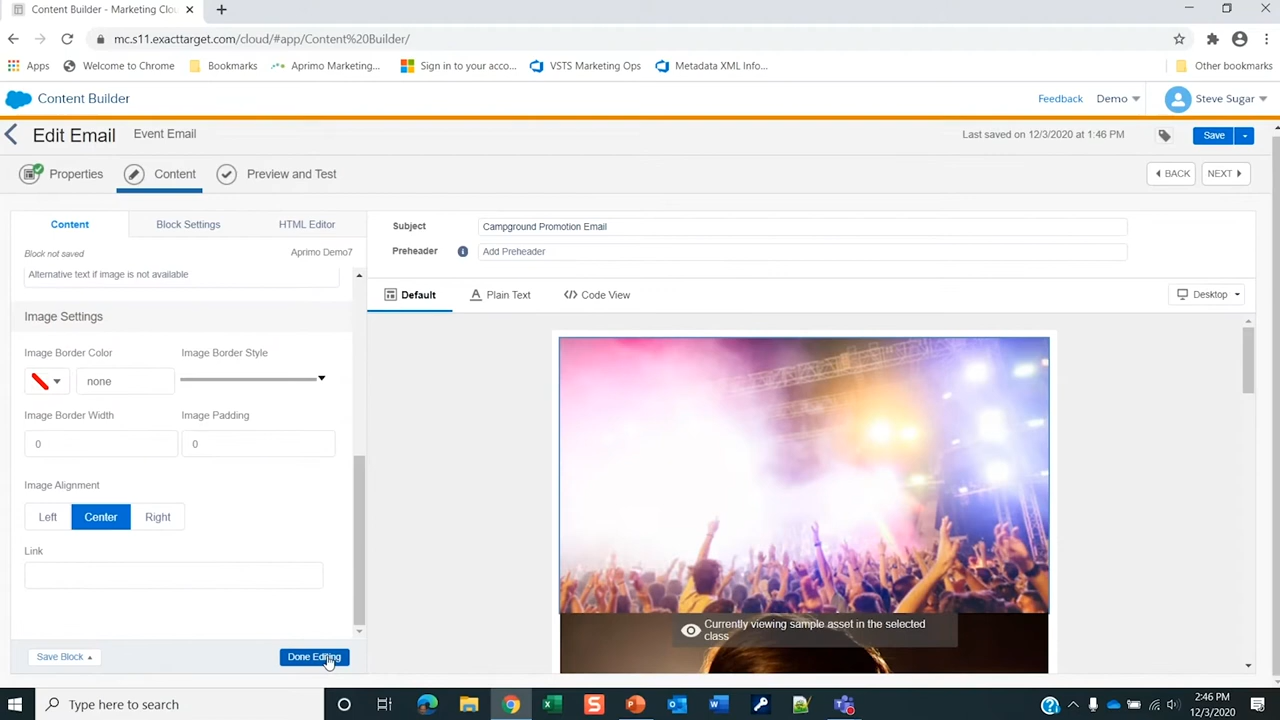 Content Builder - Marketing Clou
mc.s11.exacttarget.com/cloud/#app/Content%20Builder/
Apps
Welcome to Chrome
Bookmarks
Aprimo Marketing...
Sign in to your acco...
VSTS Marketing Ops
Metadata XML Info...
Other bookmarks
Content Builder
Feedback
Demo
Steve Sugar
Edit Email
Event Email
Last saved on 12/3/2020 at 1:46 PM
Save
Properties
Content
Preview and Test
BACK
NEXT
Content
Block Settings
HTML Editor
Block not saved
Aprimo Demo7
Alternative text if image is not available
Image Settings
Image Border Color
Image Border Style
none
Image Border Width
Image Padding
0
0
Image Alignment
Left
Center
Right
Link
Save Block
Done Editing
Subject
Campground Promotion Email
Preheader
Add Preheader
Default
Plain Text
Code View
Desktop
Currently viewing sample asset in the selected
class
Type here to search
2:46 PM
12/3/2020